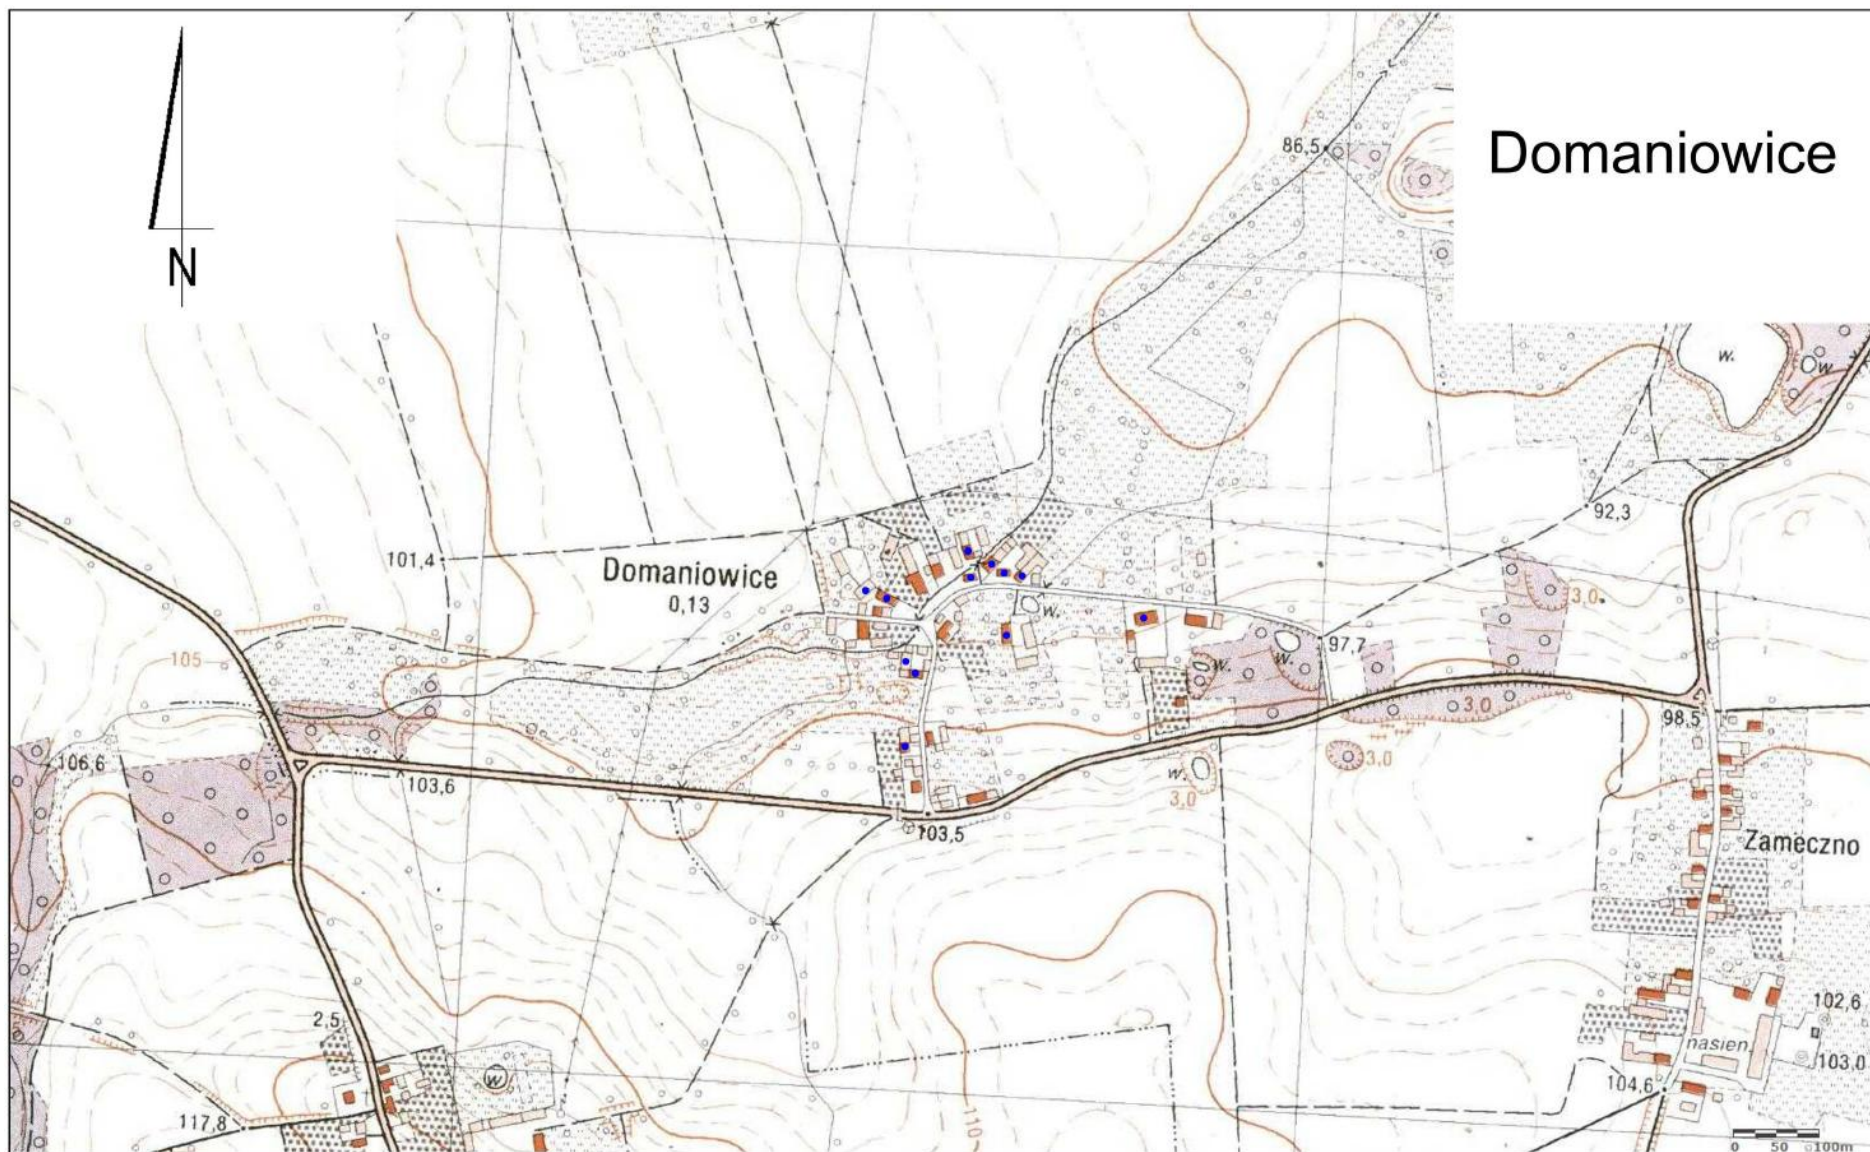 Domaniowice
N
86,5
w.
w
92,3
101,4
Domaniowice
0,13
3,0
w.
97,7
105
w.
w.
3,0
98,5
106,6
103,6
w.
3,0
3,0
103,5
Zameczno
102,6
2,5
nasien.
103,0
w
104,6
117,8
110
0 50 100m